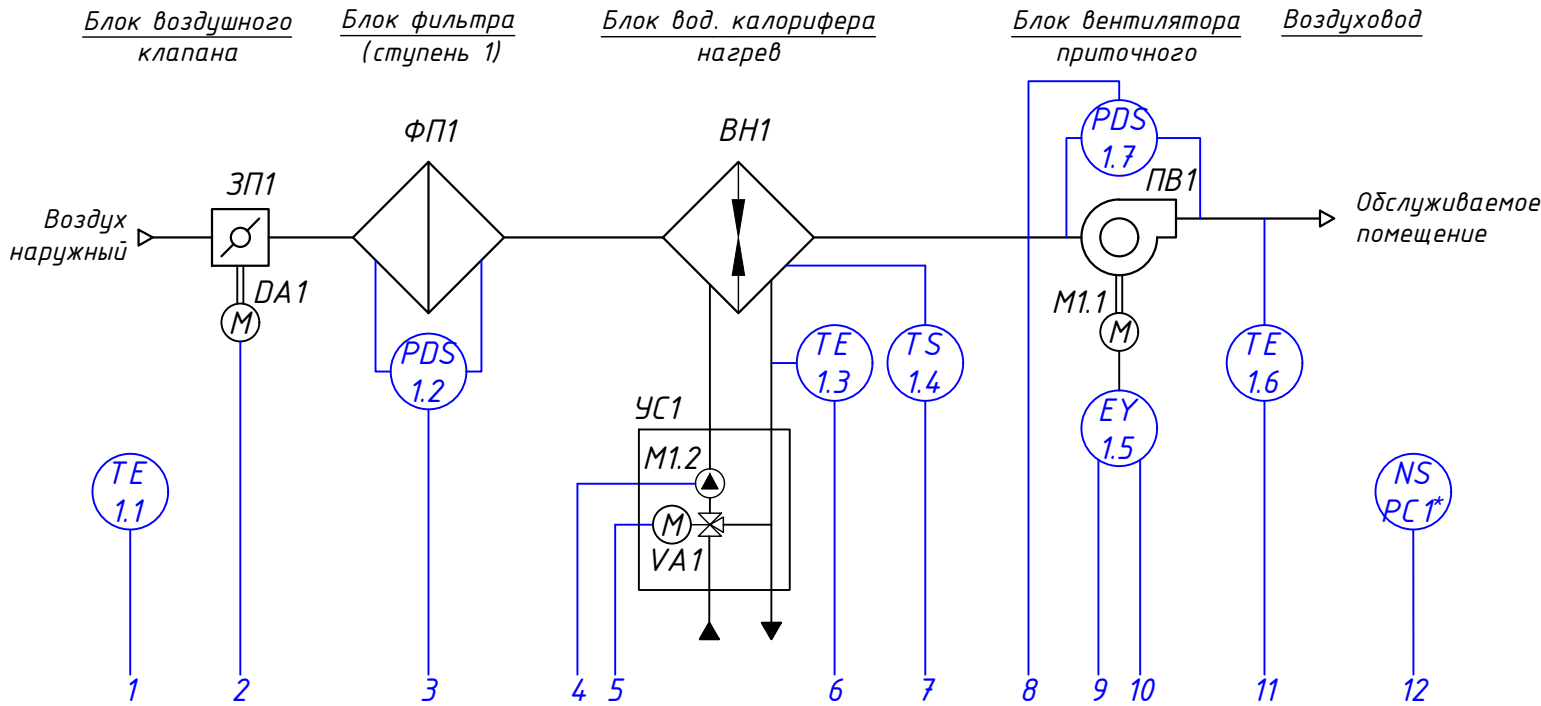 Блок воздушного
клапана
Блок фильтра
(ступень 1)
Блок вод. калорифера
нагрев
Блок вентилятора
приточного
Воздуховод
ЗП1
ФП1
ВН1
PDS
1.7
ПВ1
Воздух
наружный
Обслуживаемое
помещение
DA1
M
PDS
1.2
TE
1.3
TS
1.4
M1.1
M
TE
1.6
EY
1.5
УС1
M1.2
M
VA1
TE
1.1
NS
PC1*
1
2
3
4
5
6
7
8
9
10
11
12